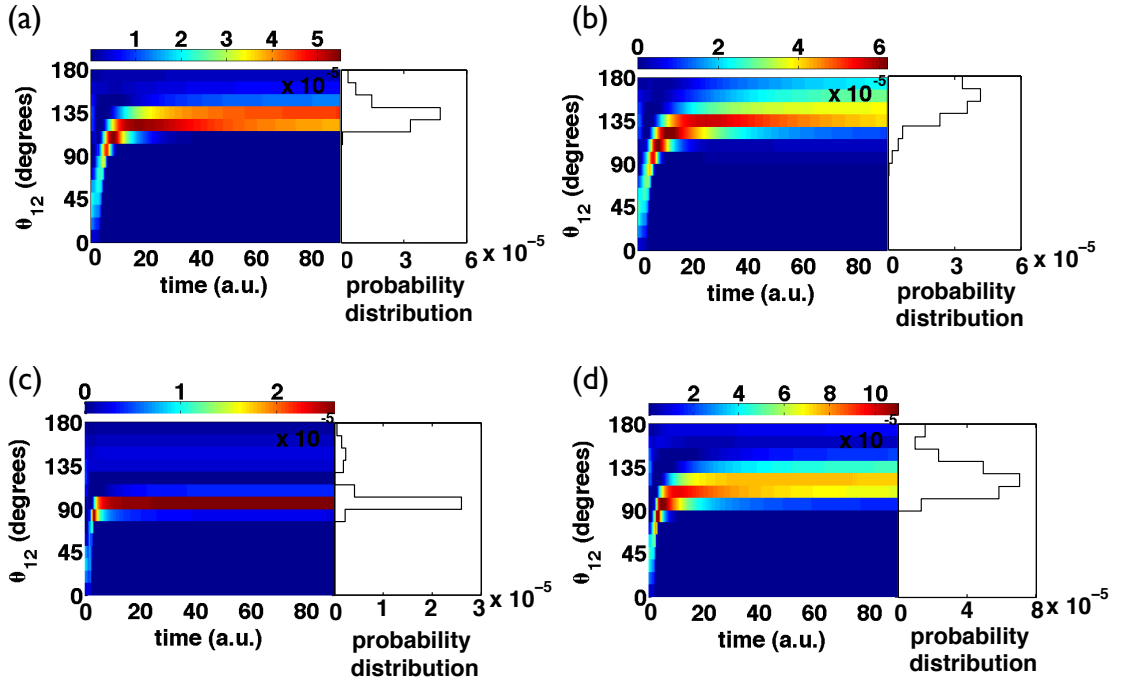 (a)
1 2 3 4 5
x 10⁻⁵
180
135
90
45
0
θ₁₂ (degrees)
0 20 40 60 80
time (a.u.)
0 3 6
x 10⁻⁵
probability
distribution
(b)
0 2 4 6
x 10⁻⁵
180
135
90
45
0
θ₁₂ (degrees)
0 20 40 60 80
time (a.u.)
0 3 6
x 10⁻⁵
probability
distribution
(c)
0 1 2
x 10⁻⁵
180
135
90
45
0
θ₁₂ (degrees)
0 20 40 60 80
time (a.u.)
0 1 2 3
x 10⁻⁵
probability
distribution
(d)
2 4 6 8 10
x 10⁻⁵
180
135
90
45
0
θ₁₂ (degrees)
0 20 40 60 80
time (a.u.)
0 4 8
x 10⁻⁵
probability
distribution